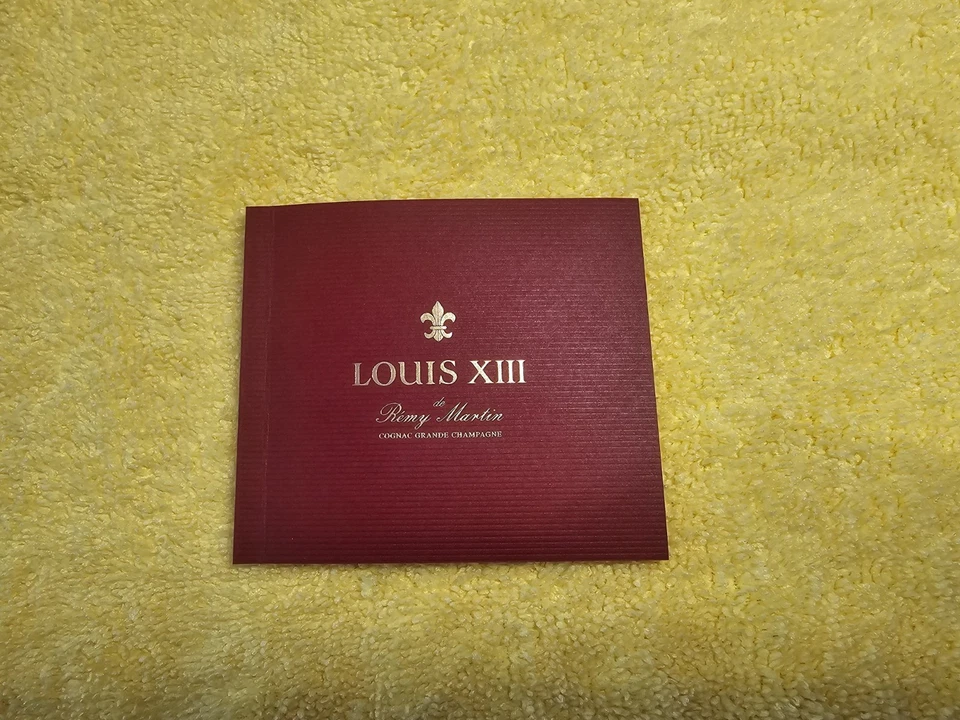 LOUIS XIII
de
Rémy Martin
COGNAC GRANDE CHAMPAGNE